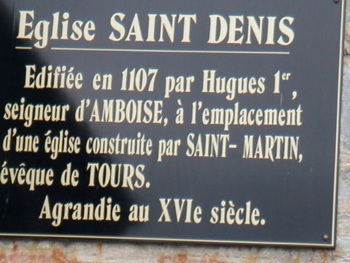 Eglise SAINT DENIS
Edifiée en 1107 par Hugues 1er,
seigneur d'AMBOISE, à l'emplacement
d'une église construite par SAINT- MARTIN,
évêque de TOURS.
Agrandie au XVIe siècle.